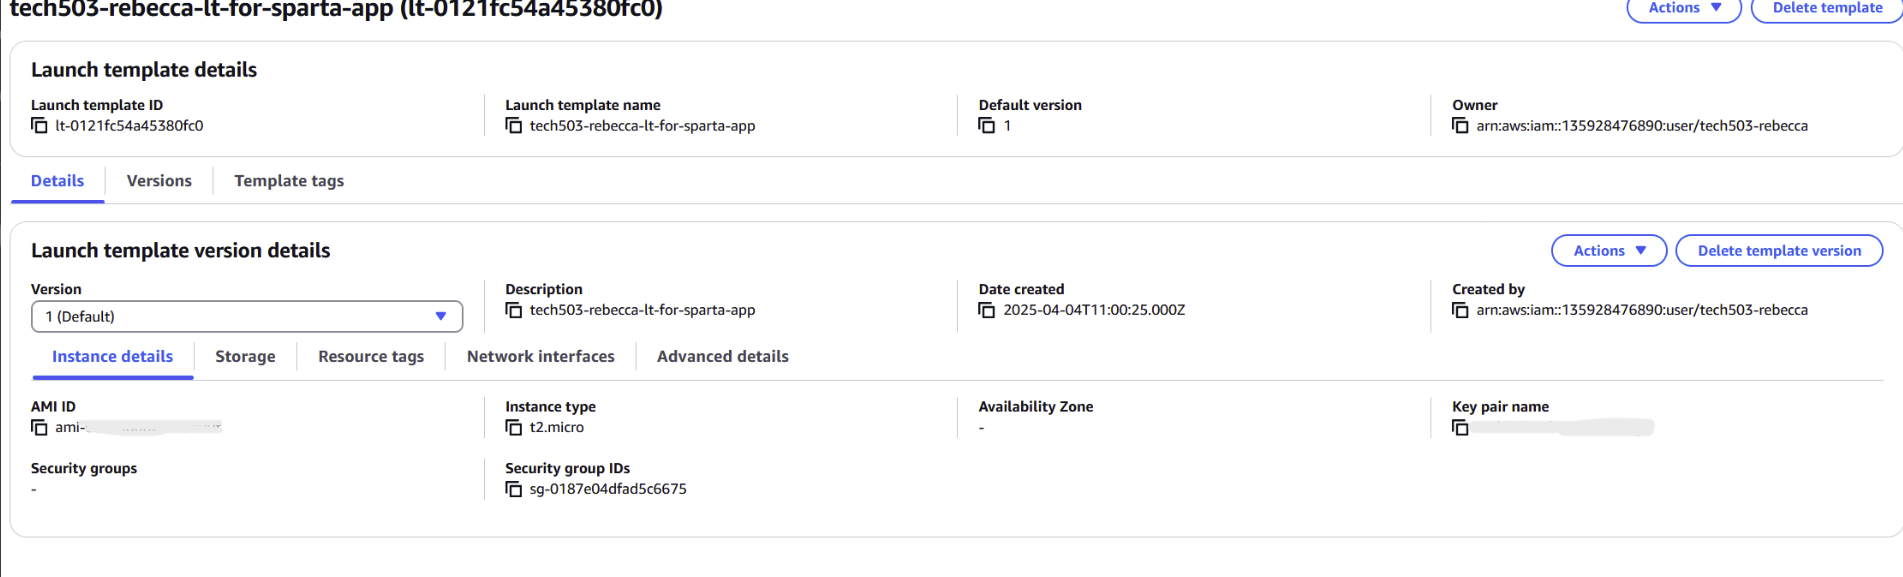 tech503-rebecca-lt-for-sparta-app (lt-0121fc54a45380fc0)
Actions
Delete template
Launch template details
Launch template ID
lt-0121fc54a45380fc0
Launch template name
tech503-rebecca-lt-for-sparta-app
Default version
1
Owner
arn:aws:iam::135928476890:user/tech503-rebecca
Details
Versions
Template tags
Launch template version details
Actions
Delete template version
Version
1 (Default)
Description
tech503-rebecca-lt-for-sparta-app
Date created
2025-04-04T11:00:25.000Z
Created by
arn:aws:iam::135928476890:user/tech503-rebecca
Instance details
Storage
Resource tags
Network interfaces
Advanced details
AMI ID
ami-
Instance type
t2.micro
Availability Zone
-
Key pair name
Security groups
-
Security group IDs
sg-0187e04dfad5c6675